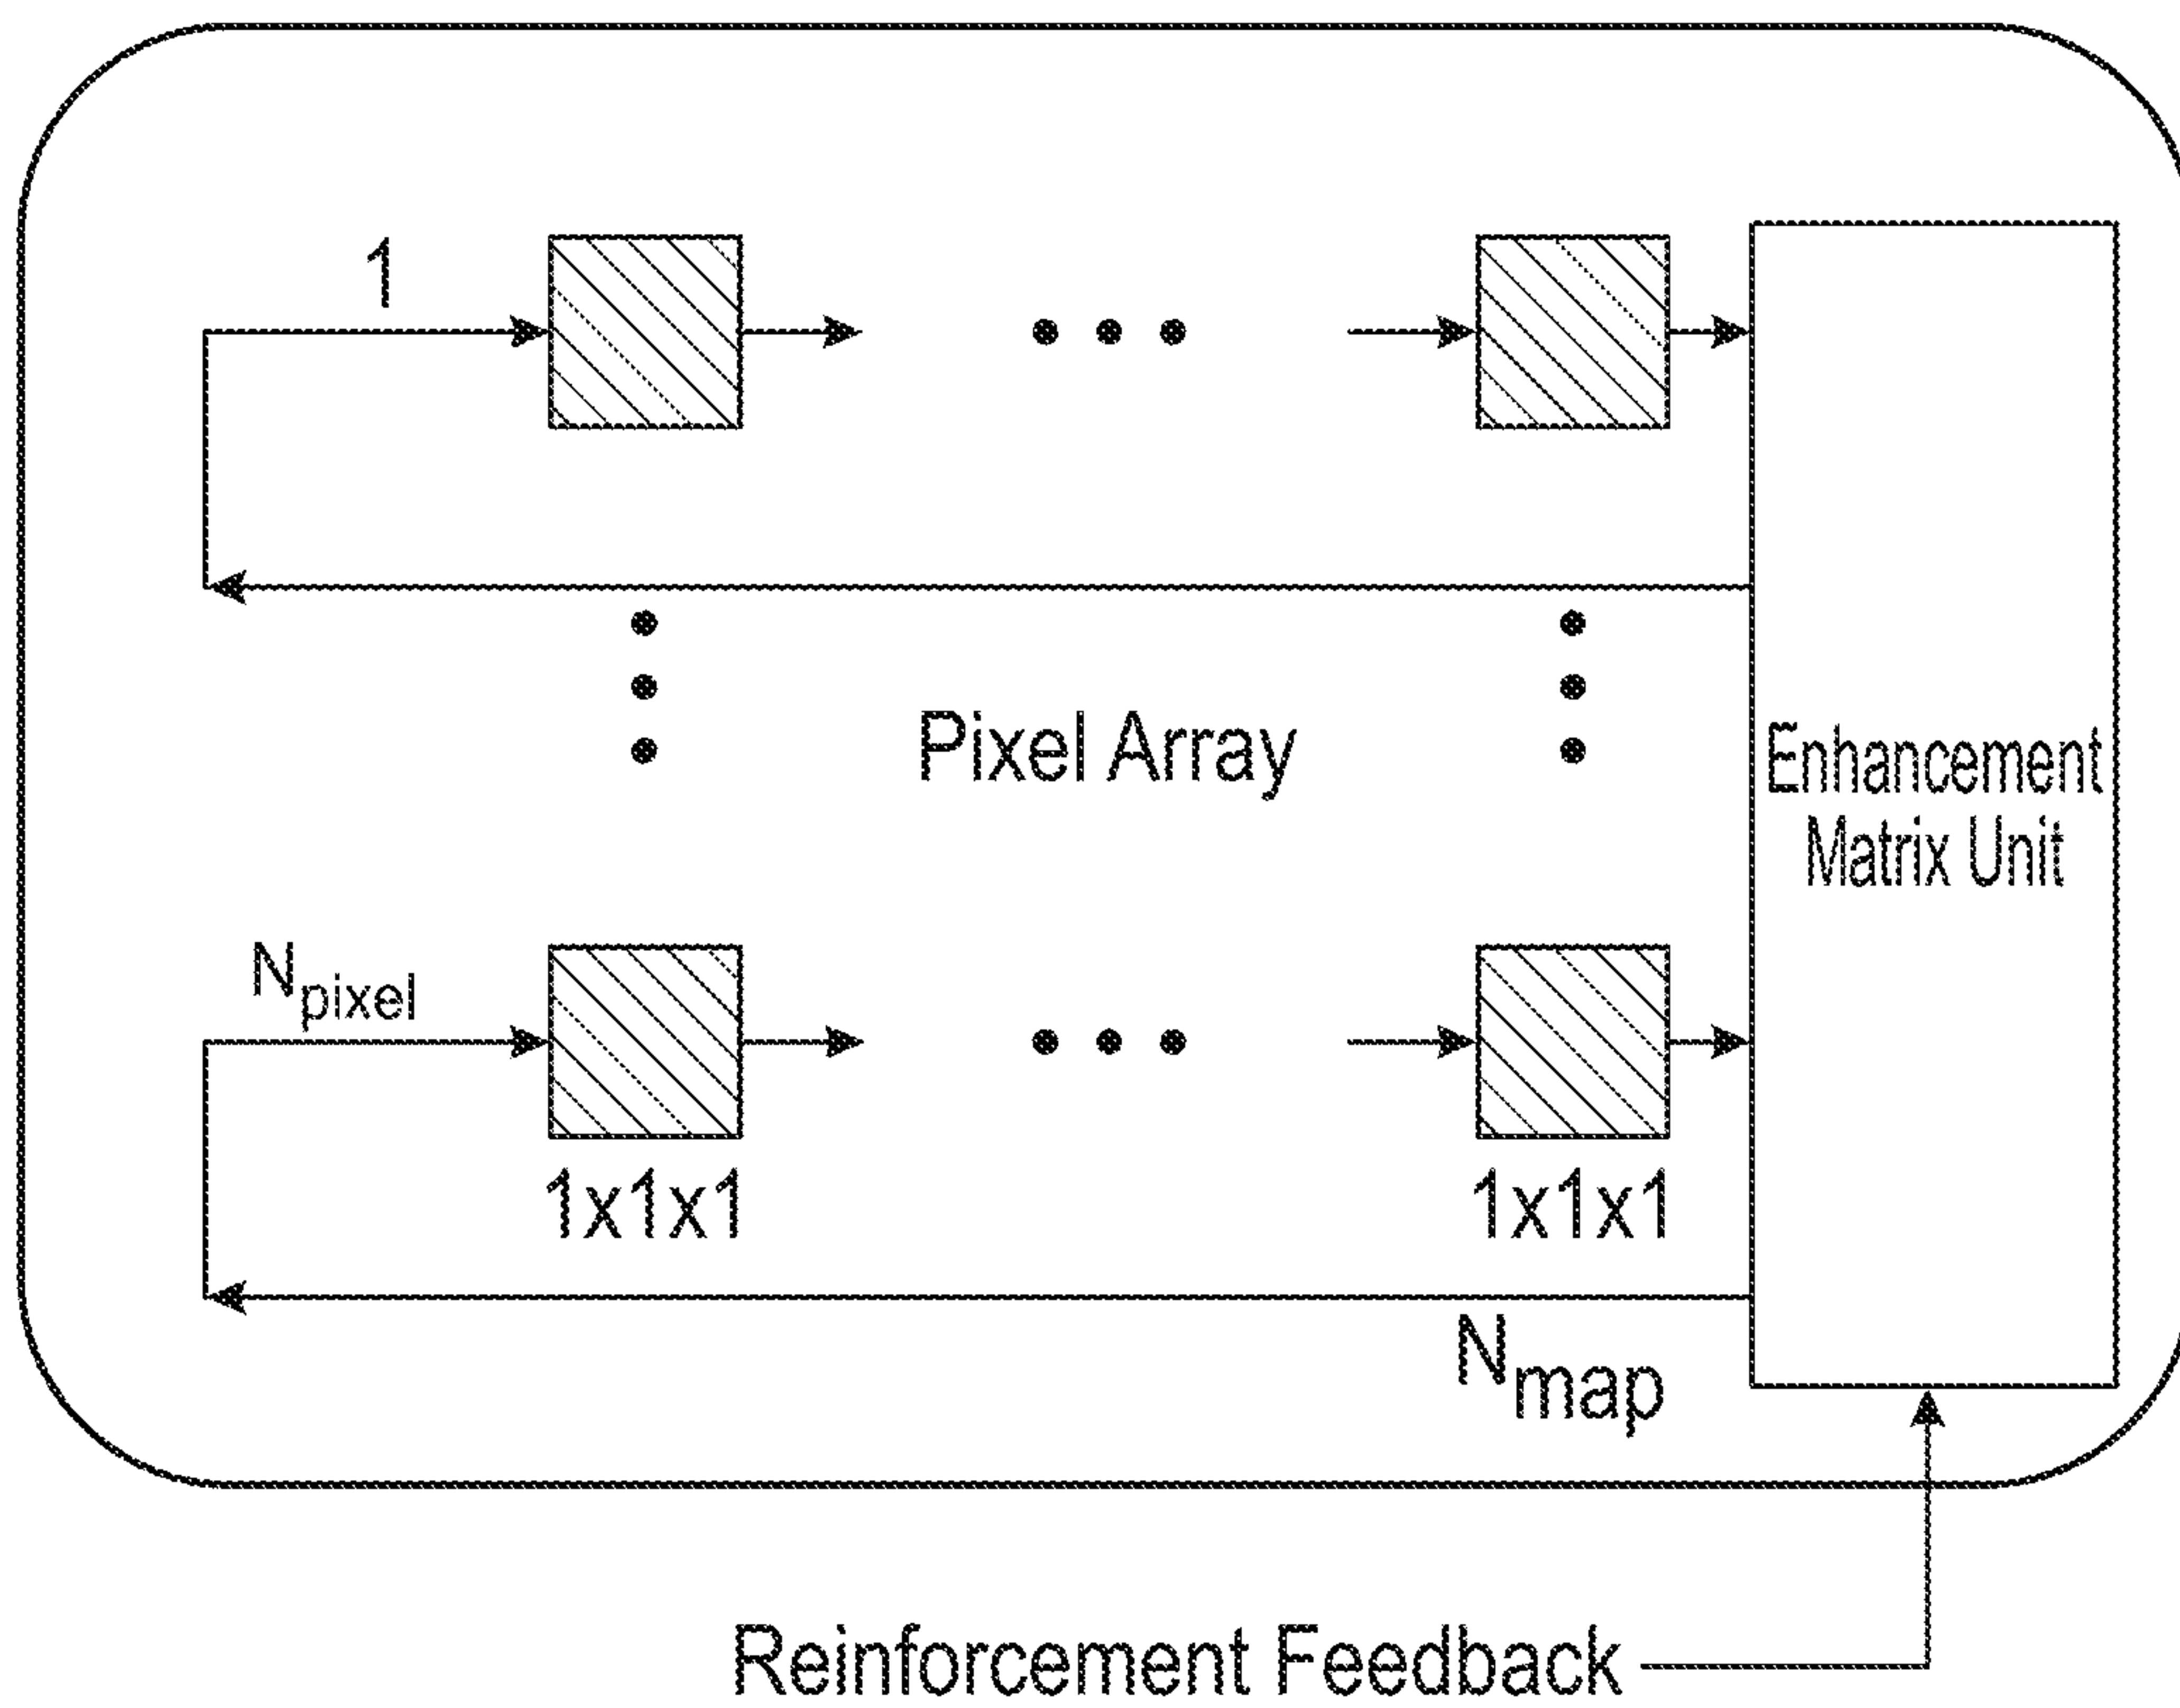 1
Pixel Array
Enhancement
Matrix Unit
Npixel
1x1x1
1x1x1
Nmap
Reinforcement Feedback